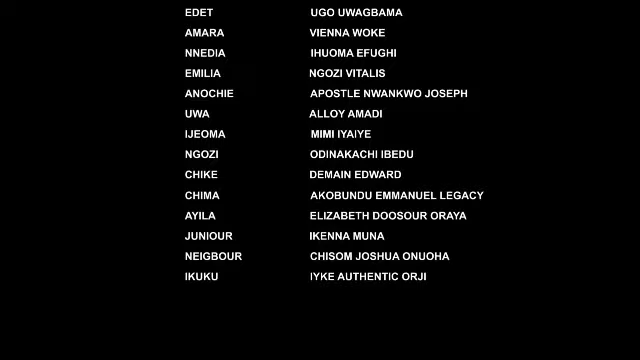 EDET UGO UWAGBAMA
AMARA VIENNA WOKE
NNEDIA IHUOMA EFUGHI
EMILIA NGOZI VITALIS
ANOCHIE APOSTLE NWANKWO JOSEPH
UWA ALLOY AMADI
IJEOMA MIMI IYAIYE
NGOZI ODINAKACHI IBEDU
CHIKE DEMAIN EDWARD
CHIMA AKOBUNDU EMMANUEL LEGACY
AYILA ELIZABETH DOOSOUR ORAYA
JUNIOUR IKENNA MUNA
NEIGBOUR CHISOM JOSHUA ONUOHA
IKUKU IYKE AUTHENTIC ORJI